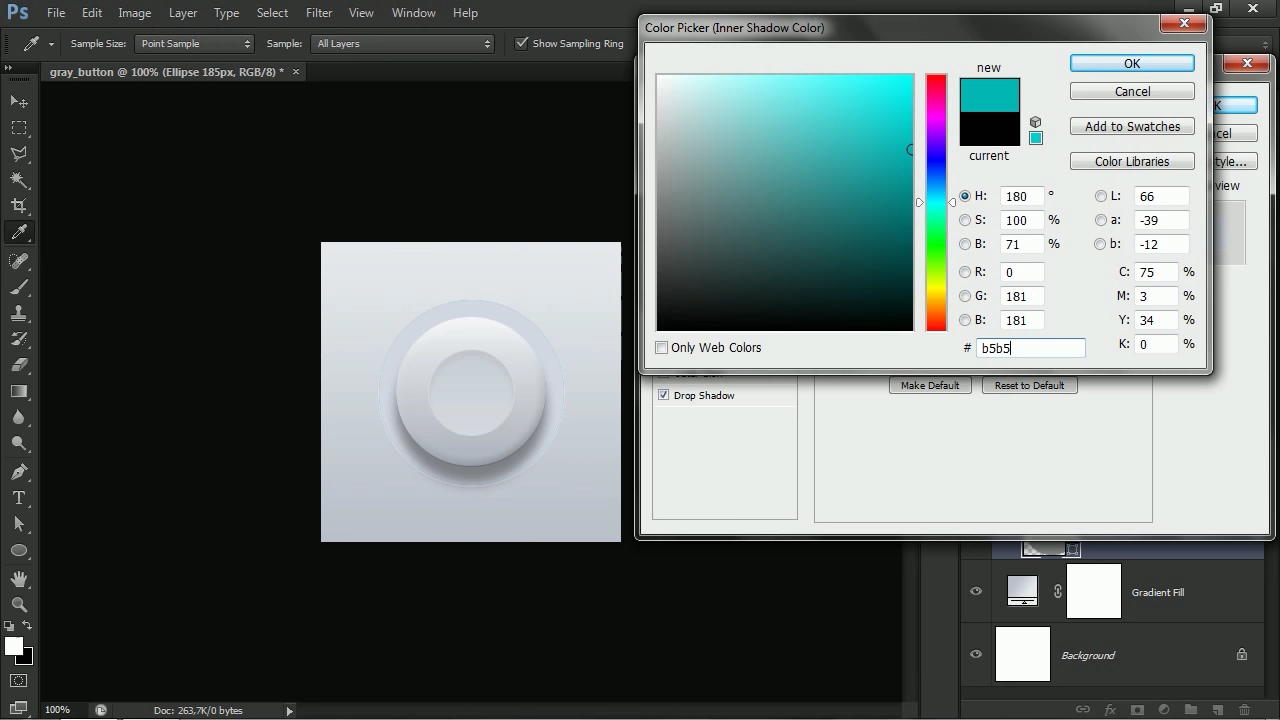 Ps File Edit Image Layer Type Select Filter View Window Help
Sample Size: Point Sample Sample: All Layers Show Sampling Ring
gray_button @ 100% (Ellipse 185px, RGB/8) * ×
Color Picker (Inner Shadow Color)
new
current
OK
Cancel
Add to Swatches
Color Libraries
H: 180 °
S: 100 %
B: 71 %
R: 0
G: 181
B: 181
# b5b5
L: 66
a: -39
b: -12
C: 75 %
M: 3 %
Y: 34 %
K: 0 %
Only Web Colors
Make Default Reset to Default
Drop Shadow
Gradient Fill
Background
fx
T
100% Doc: 263,7K/0 bytes